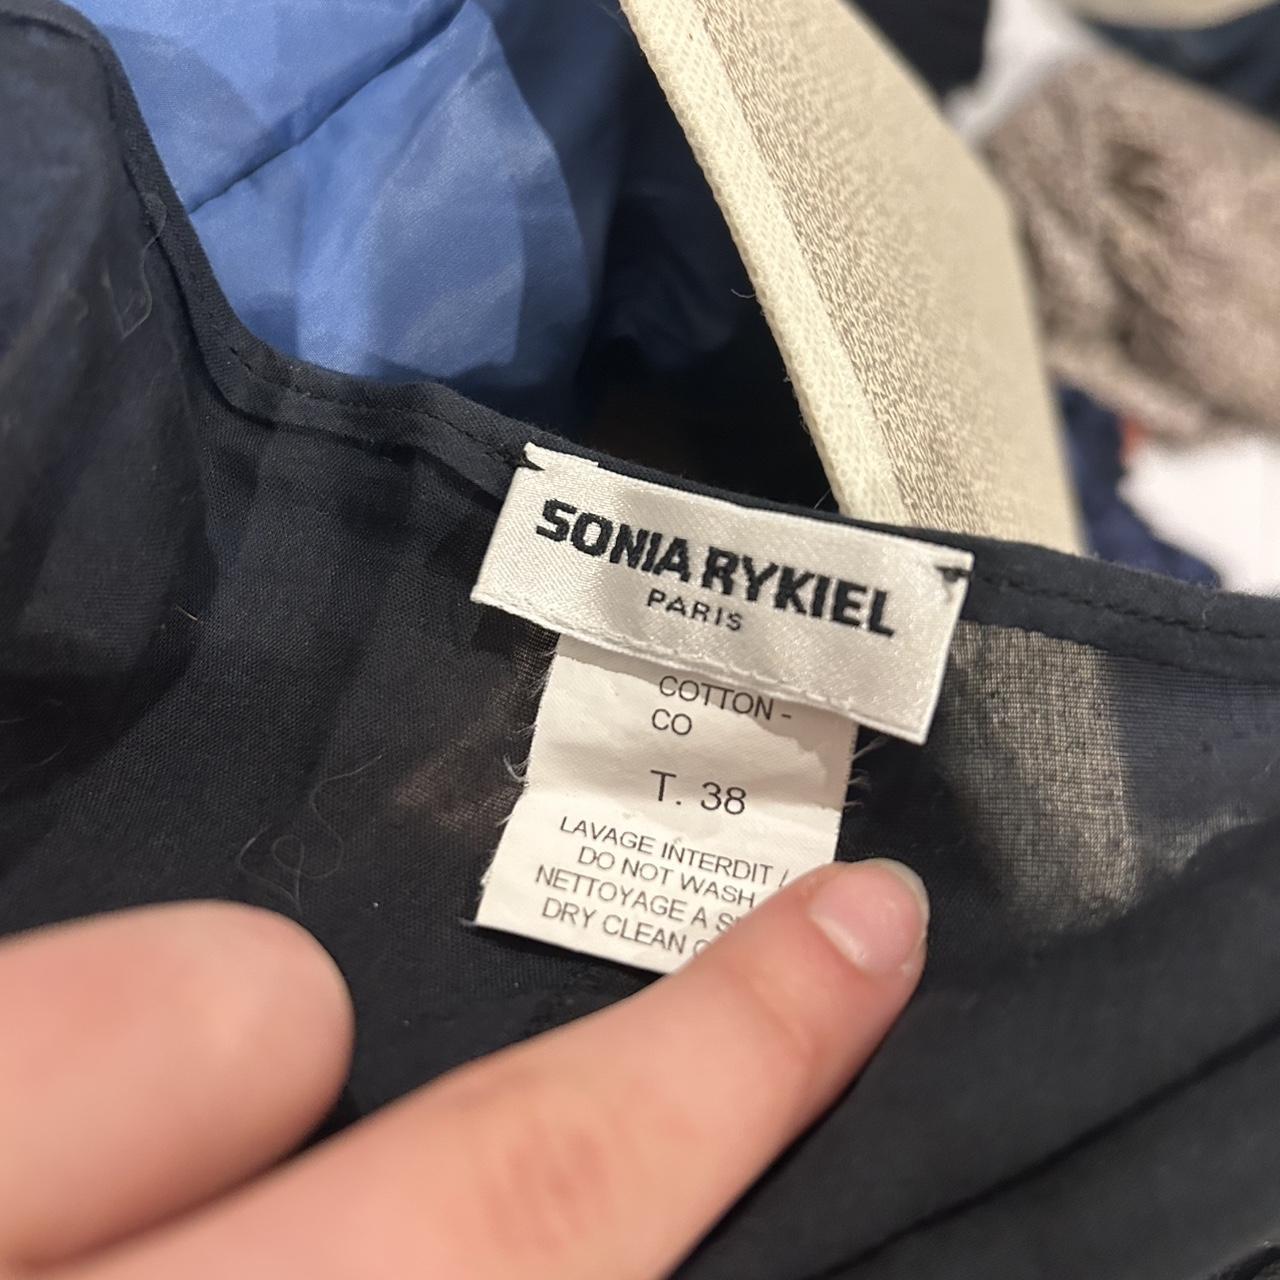 SONIA RYKIEL
PARIS
COTTON -
CO
T. 38
LAVAGE INTERDIT /
DO NOT WASH
NETTOYAGE A
DRY CLEAN